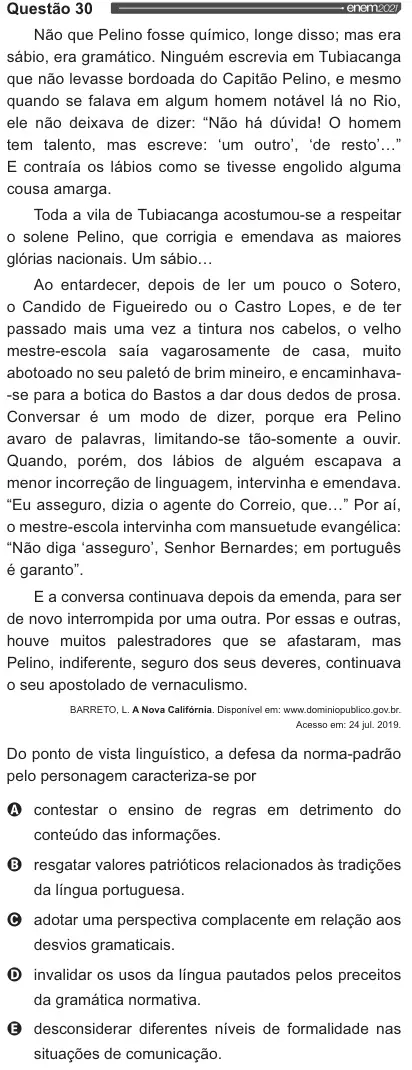 Questão 30
enem2021
Não que Pelino fosse químico, longe disso; mas era
sábio, era gramático. Ninguém escrevia em Tubiacanga
que não levasse bordoada do Capitão Pelino, e mesmo
quando se falava em algum homem notável lá no Rio,
ele não deixava de dizer: “Não há dúvida! O homem
tem talento, mas escreve: ‘um outro’, ‘de resto’…”
E contraía os lábios como se tivesse engolido alguma
cousa amarga.
Toda a vila de Tubiacanga acostumou-se a respeitar
o solene Pelino, que corrigia e emendava as maiores
glórias nacionais. Um sábio…
Ao entardecer, depois de ler um pouco o Sotero,
o Candido de Figueiredo ou o Castro Lopes, e de ter
passado mais uma vez a tintura nos cabelos, o velho
mestre-escola saía vagarosamente de casa, muito
abotoado no seu paletó de brim mineiro, e encaminhava-
-se para a botica do Bastos a dar dous dedos de prosa.
Conversar é um modo de dizer, porque era Pelino
avaro de palavras, limitando-se tão-somente a ouvir.
Quando, porém, dos lábios de alguém escapava a
menor incorreção de linguagem, intervinha e emendava.
“Eu asseguro, dizia o agente do Correio, que…” Por aí,
o mestre-escola intervinha com mansuetude evangélica:
“Não diga ‘asseguro’, Senhor Bernardes; em português
é garanto”.
E a conversa continuava depois da emenda, para ser
de novo interrompida por uma outra. Por essas e outras,
houve muitos palestradores que se afastaram, mas
Pelino, indiferente, seguro dos seus deveres, continuava
o seu apostolado de vernaculismo.
BARRETO, L. A Nova Califórnia. Disponível em: www.dominiopublico.gov.br.
Acesso em: 24 jul. 2019.
Do ponto de vista linguístico, a defesa da norma-padrão
pelo personagem caracteriza-se por
A contestar o ensino de regras em detrimento do
conteúdo das informações.
B resgatar valores patrióticos relacionados às tradições
da língua portuguesa.
C adotar uma perspectiva complacente em relação aos
desvios gramaticais.
D invalidar os usos da língua pautados pelos preceitos
da gramática normativa.
E desconsiderar diferentes níveis de formalidade nas
situações de comunicação.